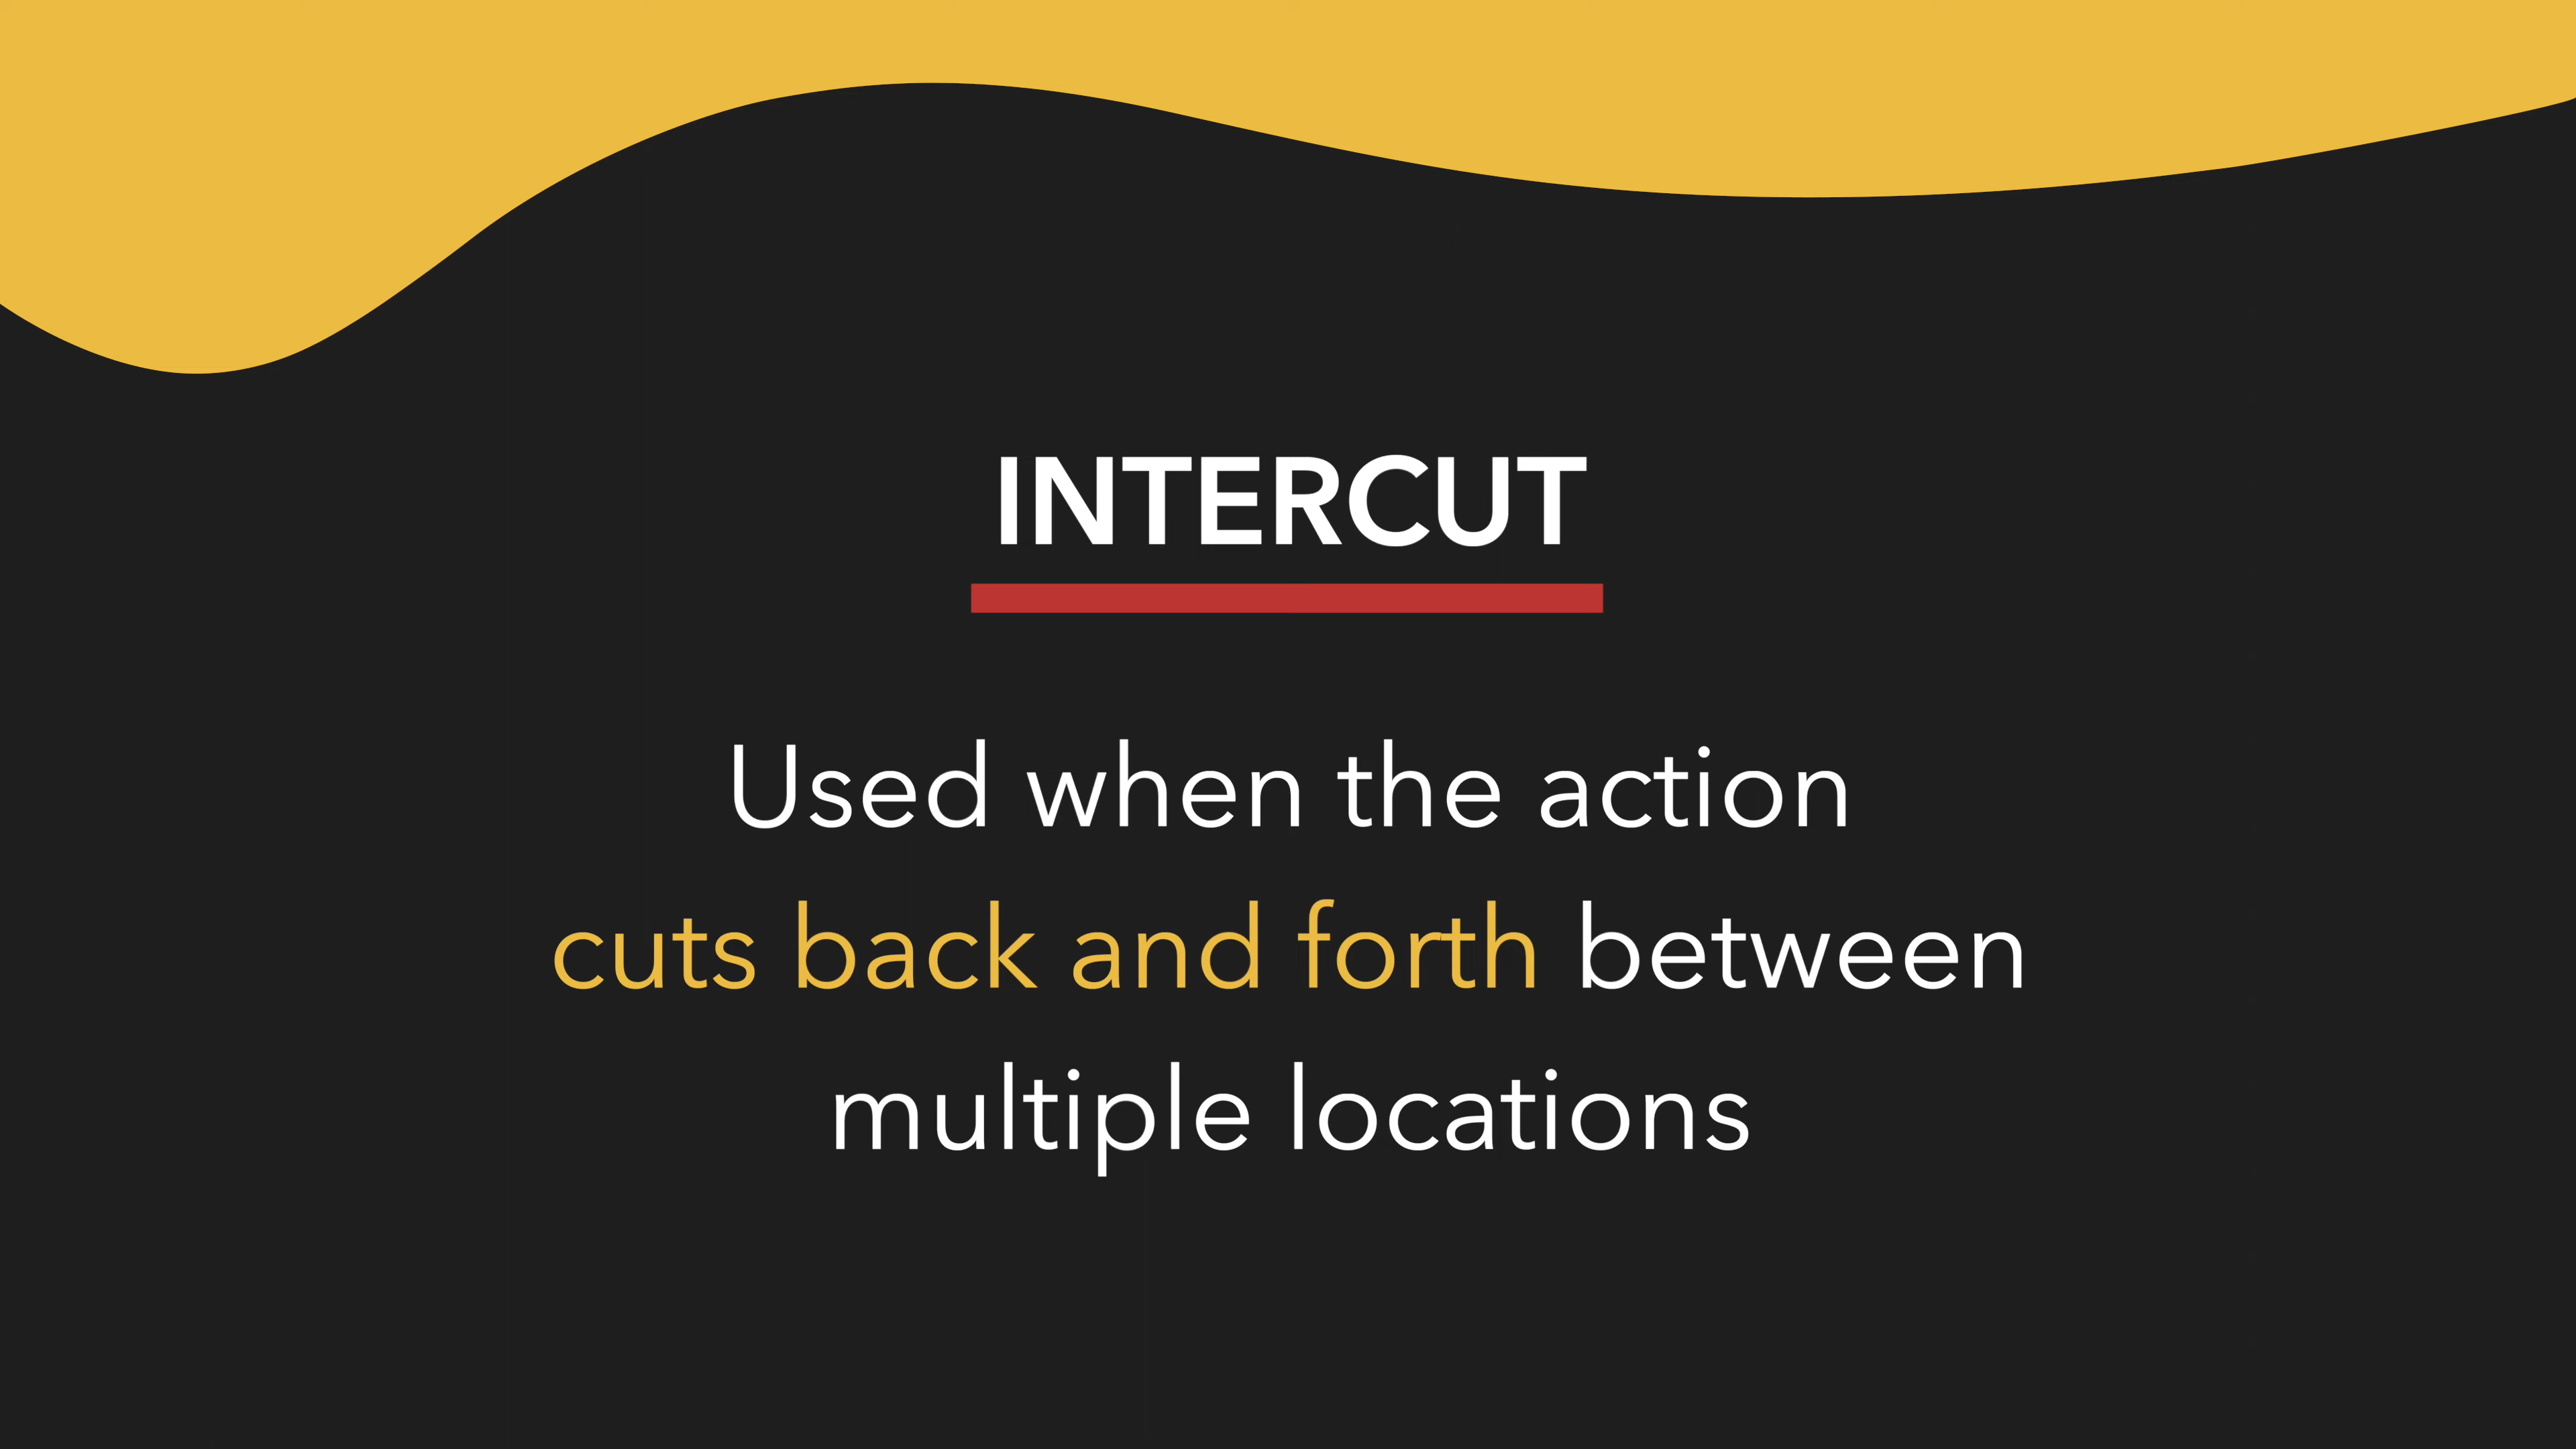 INTERCUT
Used when the action
cuts back and forth between
multiple locations